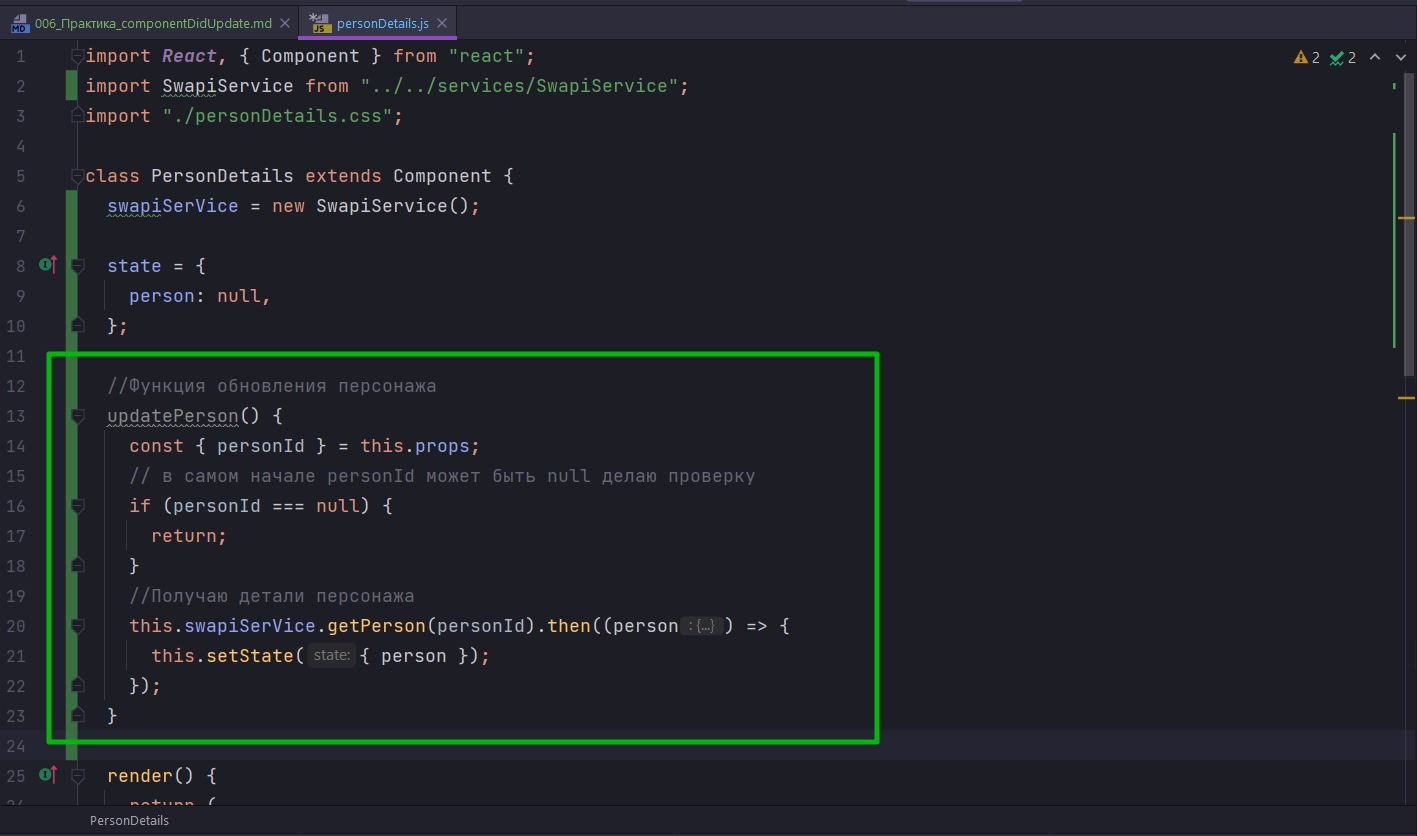 006_Практика_componentDidUpdate.md personDetails.js
1 import React, { Component } from "react"; 2 2
2 import SwapiService from "../../services/SwapiService";
3 import "./personDetails.css";
4
5 class PersonDetails extends Component {
6 swapiSerVice = new SwapiService();
7
8 state = {
9 person: null,
10 };
11
12 //Функция обновления персонажа
13 updatePerson() {
14 const { personId } = this.props;
15 // в самом начале personId может быть null делаю проверку
16 if (personId === null) {
17 return;
18 }
19 //Получаю детали персонажа
20 this.swapiSerVice.getPerson(personId).then((person :{...} ) => {
21 this.setState( state: { person });
22 });
23 }
24
25 render() {
26 return (
PersonDetails